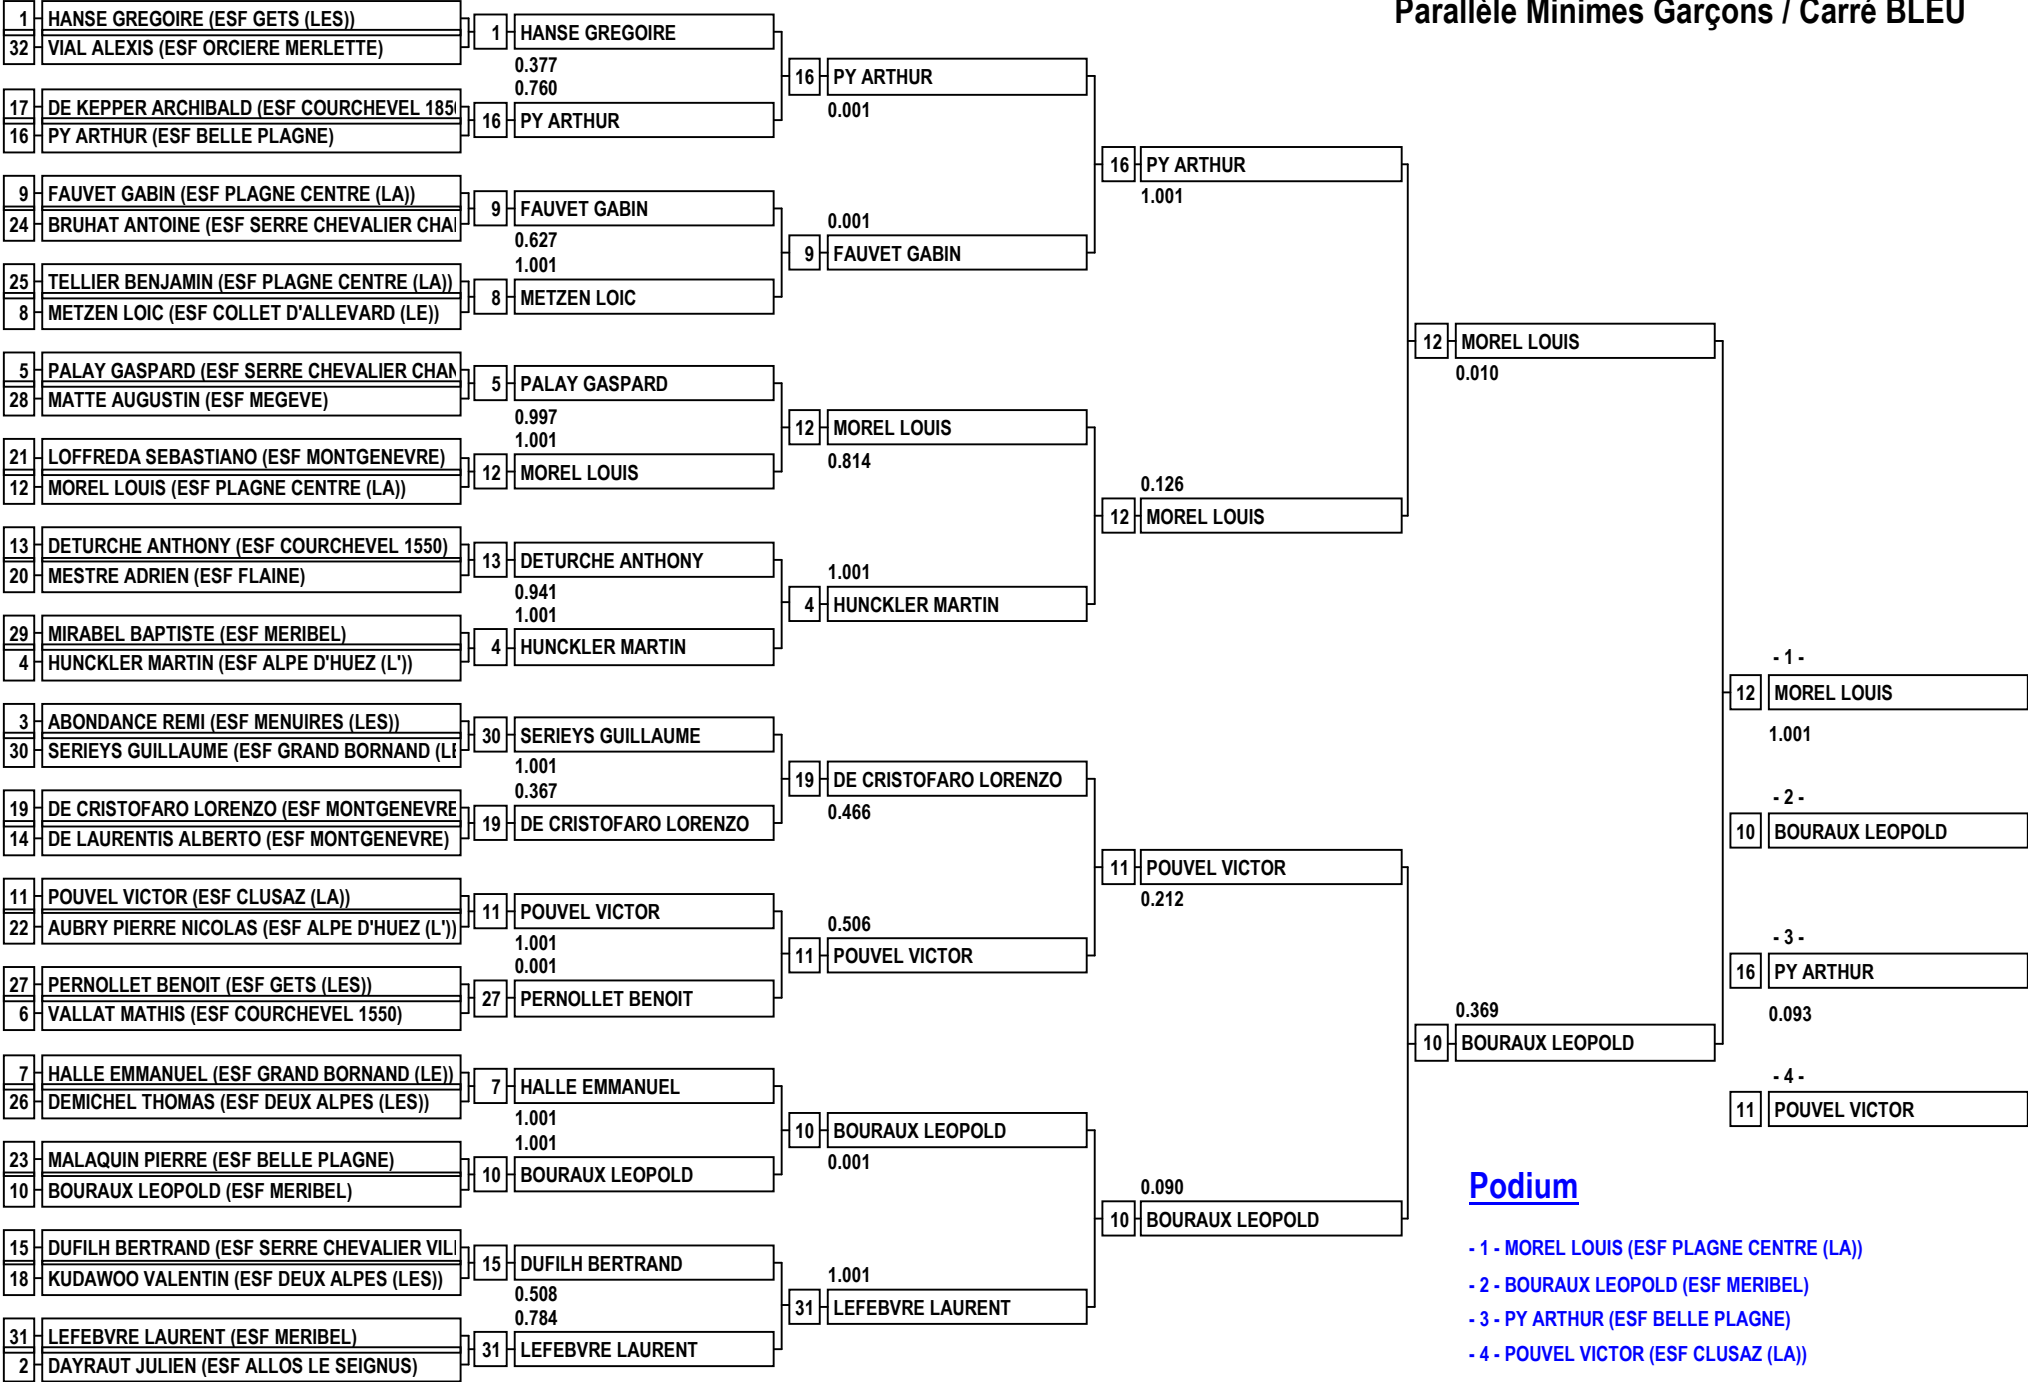 Parallèle Minimes Garçons / Carré BLEU
1 HANSE GREGOIRE (ESF GETS (LES))
32 VIAL ALEXIS (ESF ORCIERE MERLETTE)
17 DE KEPPER ARCHIBALD (ESF COURCHEVEL 185
16 PY ARTHUR (ESF BELLE PLAGNE)
9 FAUVET GABIN (ESF PLAGNE CENTRE (LA))
24 BRUHAT ANTOINE (ESF SERRE CHEVALIER CHA
25 TELLIER BENJAMIN (ESF PLAGNE CENTRE (LA))
8 METZEN LOIC (ESF COLLET D'ALLEVARD (LE))
5 PALAY GASPARD (ESF SERRE CHEVALIER CHAN
28 MATTE AUGUSTIN (ESF MEGEVE)
21 LOFFREDA SEBASTIANO (ESF MONTGENEVRE)
12 MOREL LOUIS (ESF PLAGNE CENTRE (LA))
13 DETURCHE ANTHONY (ESF COURCHEVEL 1550)
20 MESTRE ADRIEN (ESF FLAINE)
29 MIRABEL BAPTISTE (ESF MERIBEL)
4 HUNCKLER MARTIN (ESF ALPE D'HUEZ (L'))
3 ABONDANCE REMI (ESF MENUIRES (LES))
30 SERIEYS GUILLAUME (ESF GRAND BORNAND (LE
19 DE CRISTOFARO LORENZO (ESF MONTGENEVRE
14 DE LAURENTIS ALBERTO (ESF MONTGENEVRE)
11 POUVEL VICTOR (ESF CLUSAZ (LA))
22 AUBRY PIERRE NICOLAS (ESF ALPE D'HUEZ (L'))
27 PERNOLLET BENOIT (ESF GETS (LES))
6 VALLAT MATHIS (ESF COURCHEVEL 1550)
7 HALLE EMMANUEL (ESF GRAND BORNAND (LE))
26 DEMICHEL THOMAS (ESF DEUX ALPES (LES))
23 MALAQUIN PIERRE (ESF BELLE PLAGNE)
10 BOURAUX LEOPOLD (ESF MERIBEL)
15 DUFILH BERTRAND (ESF SERRE CHEVALIER VIL
18 KUDAWOO VALENTIN (ESF DEUX ALPES (LES))
31 LEFEBVRE LAURENT (ESF MERIBEL)
2 DAYRAUT JULIEN (ESF ALLOS LE SEIGNUS)
1 HANSE GREGOIRE
0.377
0.760
16 PY ARTHUR
9 FAUVET GABIN
0.627
1.001
8 METZEN LOIC
5 PALAY GASPARD
0.997
1.001
12 MOREL LOUIS
13 DETURCHE ANTHONY
0.941
1.001
4 HUNCKLER MARTIN
30 SERIEYS GUILLAUME
1.001
0.367
19 DE CRISTOFARO LORENZO
11 POUVEL VICTOR
1.001
0.001
27 PERNOLLET BENOIT
7 HALLE EMMANUEL
1.001
1.001
10 BOURAUX LEOPOLD
15 DUFILH BERTRAND
0.508
0.784
31 LEFEBVRE LAURENT
16 PY ARTHUR
0.001
0.001
9 FAUVET GABIN
12 MOREL LOUIS
0.814
1.001
4 HUNCKLER MARTIN
19 DE CRISTOFARO LORENZO
0.466
0.506
11 POUVEL VICTOR
10 BOURAUX LEOPOLD
0.001
1.001
31 LEFEBVRE LAURENT
16 PY ARTHUR
1.001
0.126
12 MOREL LOUIS
11 POUVEL VICTOR
0.212
0.090
10 BOURAUX LEOPOLD
12 MOREL LOUIS
0.010
0.369
10 BOURAUX LEOPOLD
- 1 -
12 MOREL LOUIS
1.001
- 2 -
10 BOURAUX LEOPOLD
- 3 -
16 PY ARTHUR
0.093
- 4 -
11 POUVEL VICTOR
Podium
- 1 - MOREL LOUIS (ESF PLAGNE CENTRE (LA))
- 2 - BOURAUX LEOPOLD (ESF MERIBEL)
- 3 - PY ARTHUR (ESF BELLE PLAGNE)
- 4 - POUVEL VICTOR (ESF CLUSAZ (LA))